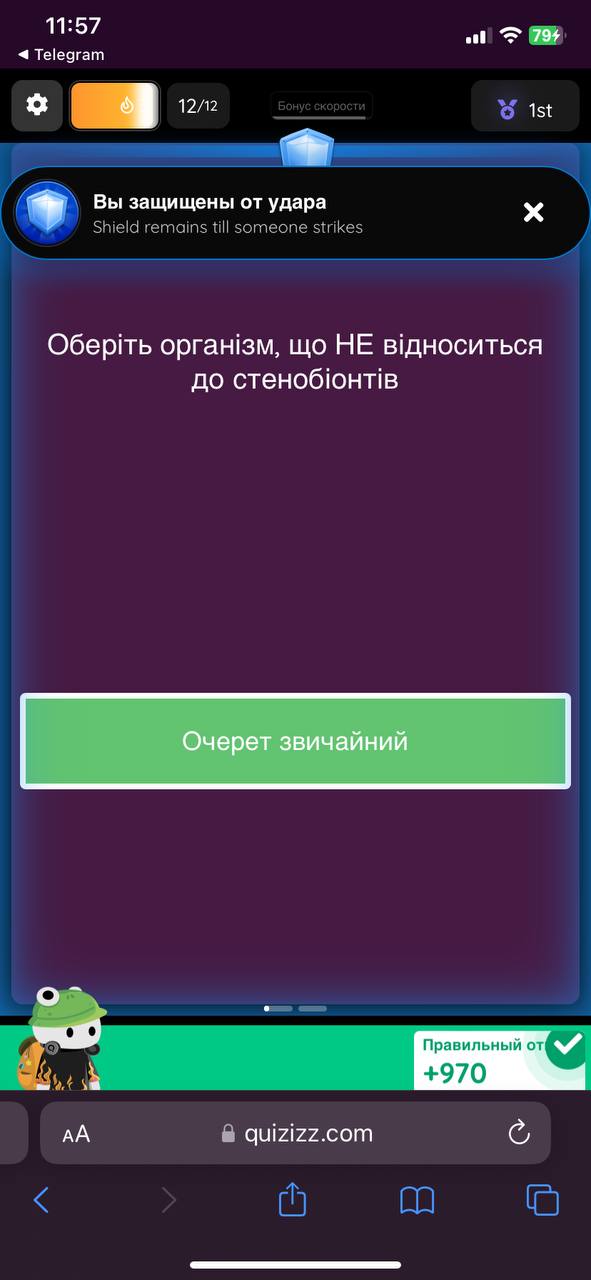 11:57
79
◀ Telegram
12/12
Бонус скорости
1st
Вы защищены от удара
Shield remains till someone strikes
Оберіть організм, що НЕ відноситься
до стенобіонтів
Очерет звичайний
Правильный от
+970
AA
quizizz.com